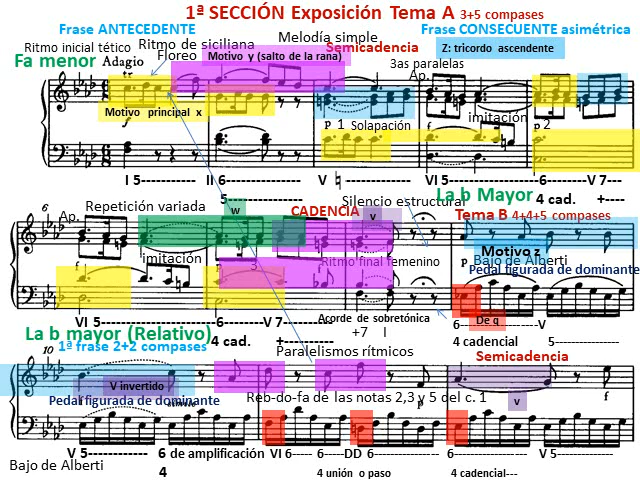 1ª SECCIÓN Exposición Tema A 3+5 compases
Frase ANTECEDENTE
Melodía simple
Frase CONSECUENTE asimétrica
Ritmo inicial tético
Ritmo de siciliana
Semicadencia
Z: tricordo ascendente
Fa menor Adagio
Floreo
Motivo y (salto de la rana)
3as paralelas
tr
Ap.
Motivo principal x
imitación
f
p 1 Solapación
f
p 2
I 5----------- II 6----------- V ♮ VI 5----------- 6 V 7---
5-----------
La b Mayor
4 cad. +----
6
Ap.
Repetición variada
w
Silencio estructural
CADENCIA
v
Tema B 4+4+5 compases
Motivo z
imitación
Ritmo final femenino
Bajo de Alberti
f
3
f
p
Pedal figurada de dominante
VI 5-----------6-----------V 7-----------
Acorde de sobretónica
6-----------V
De q
4 cad. +-----------
+7 I
4 cadencial 5-----------
La b mayor (Relativo)
10
1ª frase 2+2 compases
Paralelismos rítmicos
Semicadencia
V invertido
Pedal figurada de dominante
Reb-do-fa de las notas 2,3 y 5 del c. 1
v
f
f
V 5-----------6 de amplificación VI 6-----6----DD 6-----6-----------V 5-----------
Bajo de Alberti
4
4 unión o paso
4 cadencial---